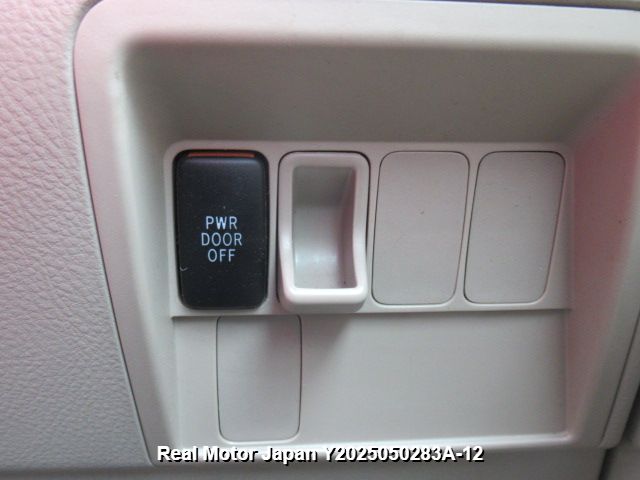 PWR
DOOR
OFF
Real Motor Japan Y2025050283A-12